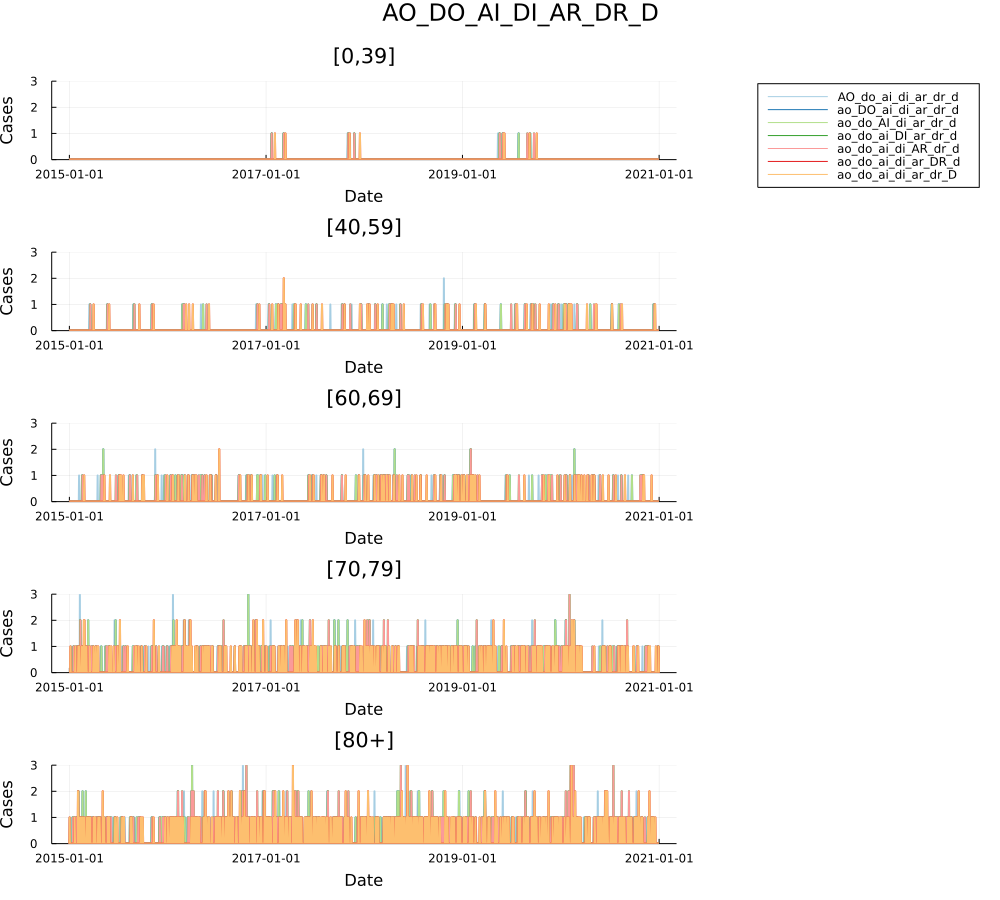 AO_DO_AI_DI_AR_DR_D
[0,39]
3
2
1
0
Cases
2015-01-01 2017-01-01 2019-01-01 2021-01-01
Date
AO_do_ai_di_ar_dr_d
ao_DO_ai_di_ar_dr_d
ao_do_AI_di_ar_dr_d
ao_do_ai_DI_ar_dr_d
ao_do_ai_di_AR_dr_d
ao_do_ai_di_ar_DR_d
ao_do_ai_di_ar_dr_D
[40,59]
3
2
1
0
Cases
2015-01-01 2017-01-01 2019-01-01 2021-01-01
Date
[60,69]
3
2
1
0
Cases
2015-01-01 2017-01-01 2019-01-01 2021-01-01
Date
[70,79]
3
2
1
0
Cases
2015-01-01 2017-01-01 2019-01-01 2021-01-01
Date
[80+]
3
2
1
0
Cases
2015-01-01 2017-01-01 2019-01-01 2021-01-01
Date